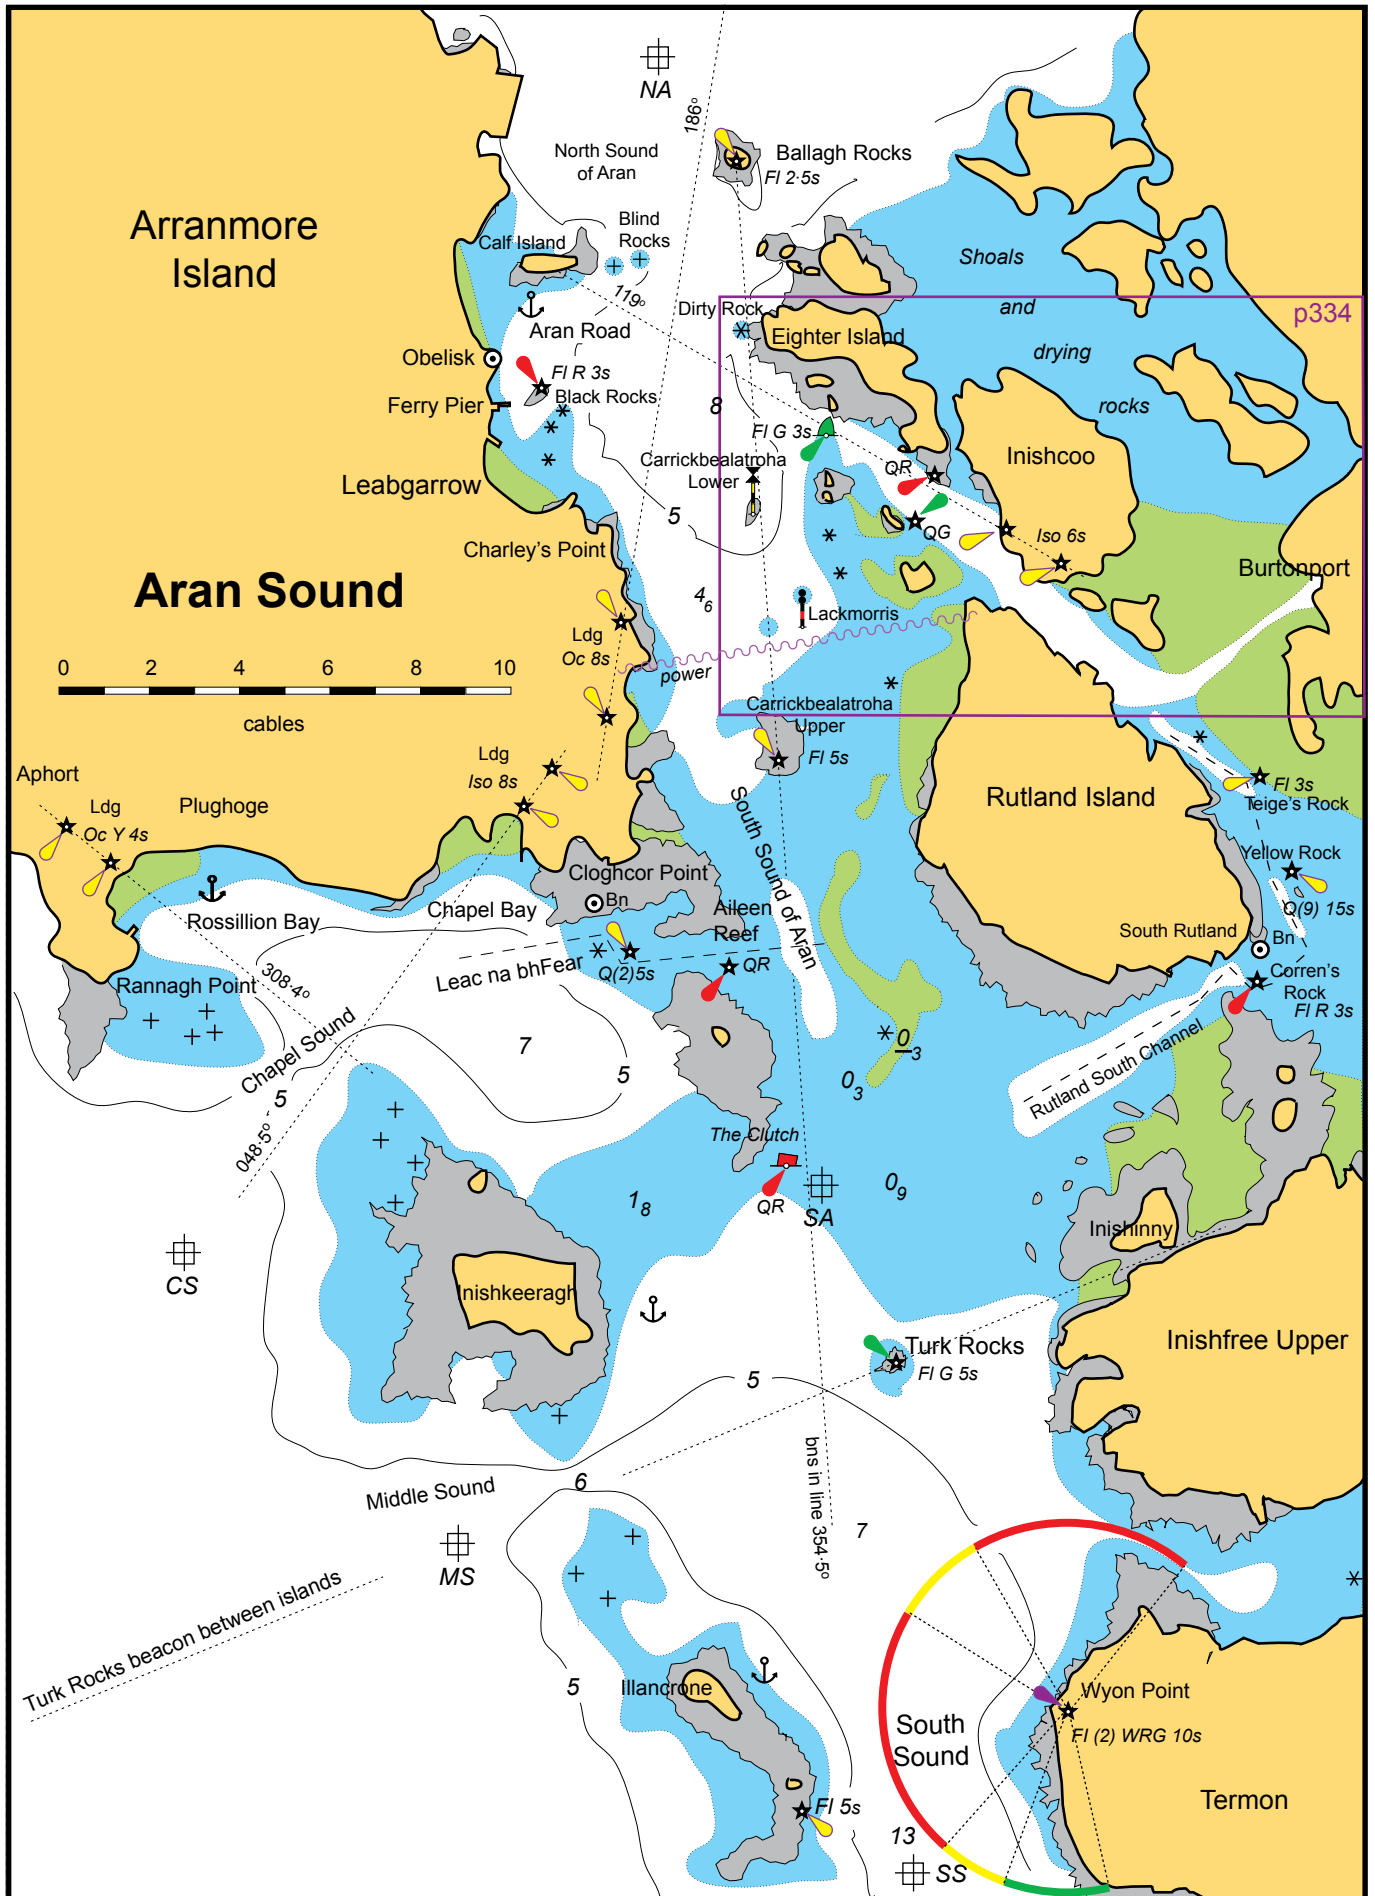 NA
186°
North Sound
of Aran
Ballagh Rocks
Fl 2·5s
Arranmore
Island
Blind
Rocks
Calf Island
Shoals
and
drying
rocks
119°
Dirty Rock
p334
Aran Road
Eighter Island
Obelisk
Fl R 3s
Black Rocks
Ferry Pier
8
Fl G 3s
Carrickbealatroha
Lower
QR
Inishcoo
Leabgarrow
5
QG
Iso 6s
Charley's Point
Burtonport
Aran Sound
4₆
Lackmorris
Ldg
Oc 8s
0 2 4 6 8 10
cables
power
Carrickbealatroha
Upper
Fl 5s
Ldg
Iso 8s
Aphort
Ldg
Oc Y 4s
Plughoge
Rutland Island
Fl 3s
Teige's Rock
South Sound of Aran
Yellow Rock
Q(9) 15s
Cloghcor Point
Bn
Chapel Bay
Rossillion Bay
Aileen
Reef
South Rutland
Bn
Leac na bhFear
Q(2)5s
QR
308·4°
Rannagh Point
Corren's
Rock
Fl R 3s
Chapel Sound
7
5
5
0₃
0₃
Rutland South Channel
048·5°
The Clutch
QR
SA
1₈
0₉
Inishinny
CS
Inishkeeragh
Turk Rocks
Fl G 5s
Inishfree Upper
5
bns in line 354·5°
6
Middle Sound
7
MS
Turk Rocks beacon between islands
5
Illancrone
Wyon Point
Fl (2) WRG 10s
South
Sound
Termon
Fl 5s
13
SS